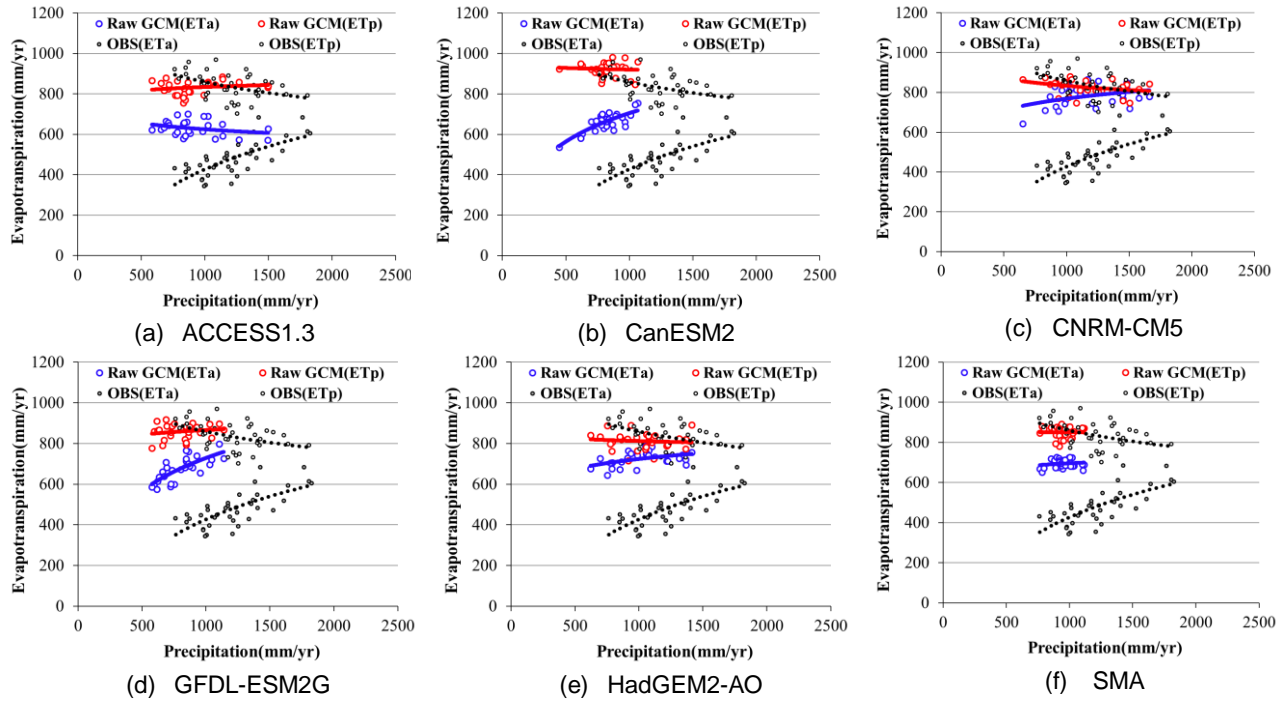 Raw GCM(ETa) Raw GCM(ETp)
OBS(ETa) OBS(ETp)
1200
1000
800
600
400
200
0
Evapotranspiration(mm/yr)
0 500 1000 1500 2000 2500
Precipitation(mm/yr)
(a) ACCESS1.3
Raw GCM(ETa) Raw GCM(ETp)
OBS(ETa) OBS(ETp)
1200
1000
800
600
400
200
0
Evapotranspiration(mm/yr)
0 500 1000 1500 2000 2500
Precipitation(mm/yr)
(b) CanESM2
Raw GCM(ETa) Raw GCM(ETp)
OBS(ETa) OBS(ETp)
1200
1000
800
600
400
200
0
Evapotranspiration(mm/yr)
0 500 1000 1500 2000 2500
Precipitation(mm/yr)
(c) CNRM-CM5
Raw GCM(ETa) Raw GCM(ETp)
OBS(ETa) OBS(ETp)
1200
1000
800
600
400
200
0
Evapotranspiration(mm/yr)
0 500 1000 1500 2000 2500
Precipitation(mm/yr)
(d) GFDL-ESM2G
Raw GCM(ETa) Raw GCM(ETp)
OBS(ETa) OBS(ETp)
1200
1000
800
600
400
200
0
Evapotranspiration(mm/yr)
0 500 1000 1500 2000 2500
Precipitation(mm/yr)
(e) HadGEM2-AO
Raw GCM(ETa) Raw GCM(ETp)
OBS(ETa) OBS(ETp)
1200
1000
800
600
400
200
0
Evapotranspiration(mm/yr)
0 500 1000 1500 2000 2500
Precipitation(mm/yr)
(f) SMA